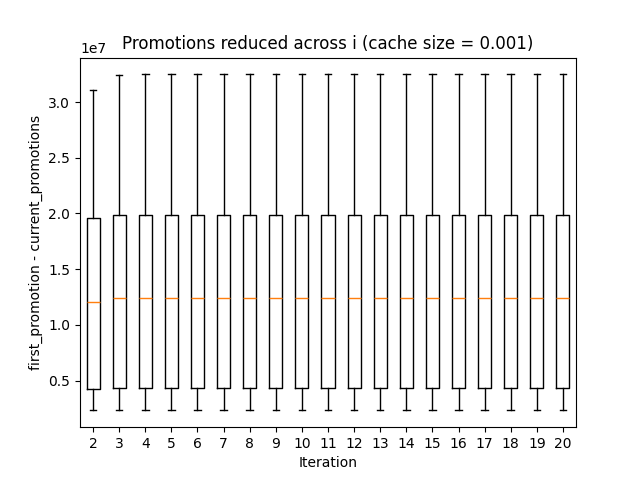 1e7
Promotions reduced across i (cache size = 0.001)
first_promotion - current_promotions
3.0
2.5
2.0
1.5
1.0
0.5
2 3 4 5 6 7 8 9 10 11 12 13 14 15 16 17 18 19 20
Iteration